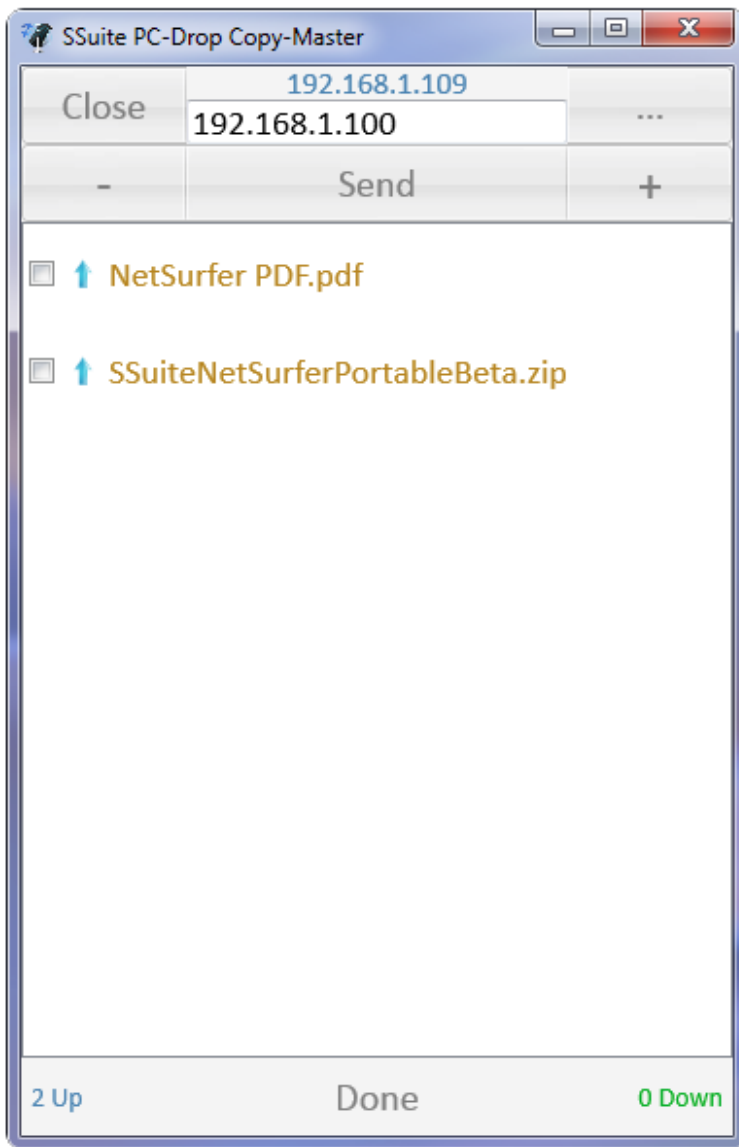 SSuite PC-Drop Copy-Master
Close
192.168.1.109
192.168.1.100
...
-
Send
+
NetSurfer PDF.pdf
SSuiteNetSurferPortableBeta.zip
2 Up
Done
0 Down